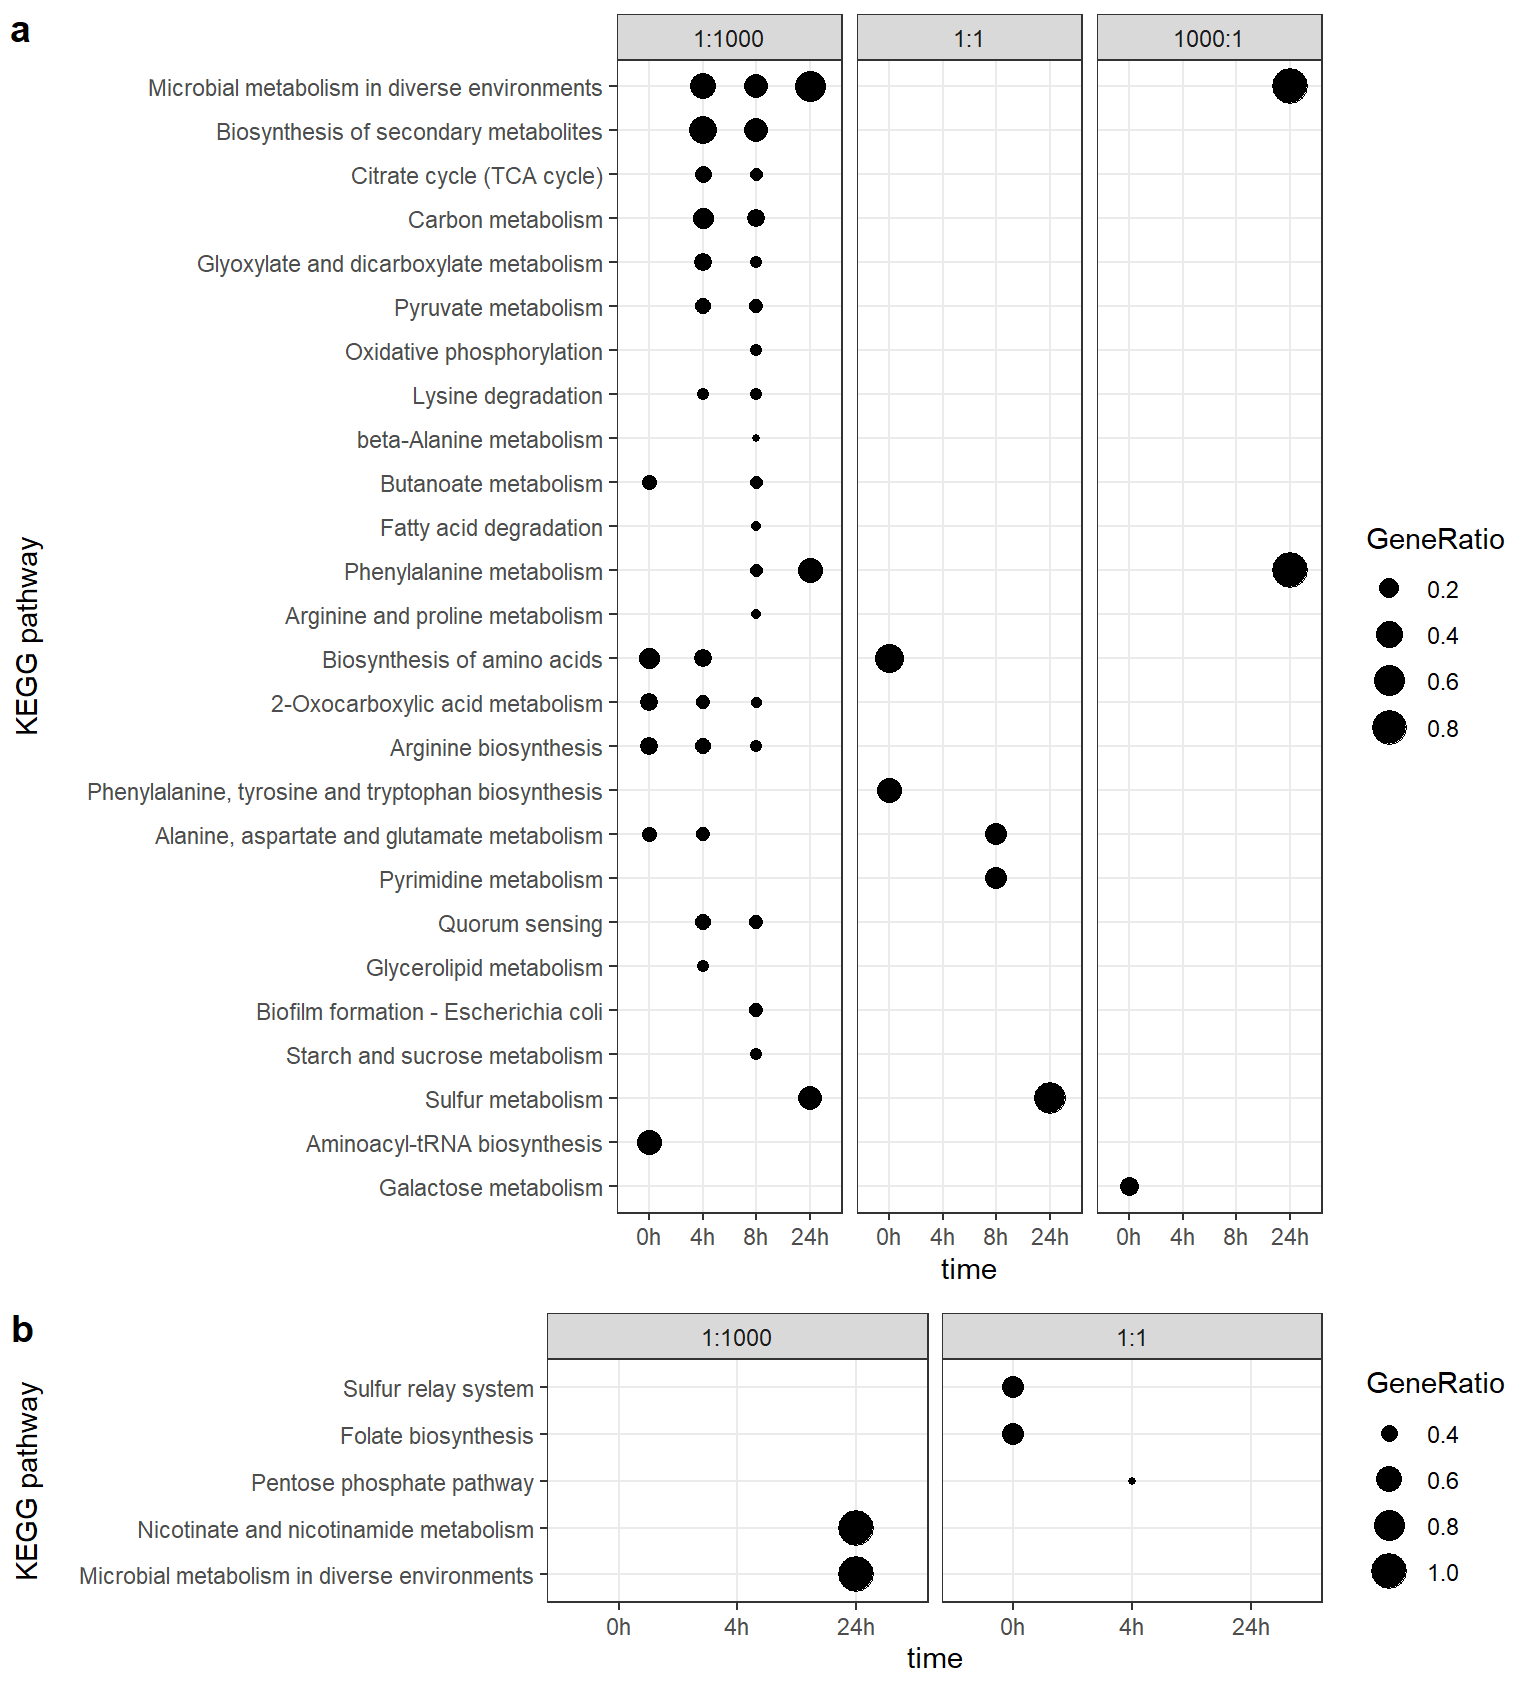 a
1:1000 1:1 1000:1
Microbial metabolism in diverse environments
Biosynthesis of secondary metabolites
Citrate cycle (TCA cycle)
Carbon metabolism
Glyoxylate and dicarboxylate metabolism
Pyruvate metabolism
Oxidative phosphorylation
Lysine degradation
beta-Alanine metabolism
Butanoate metabolism
Fatty acid degradation
Phenylalanine metabolism
Arginine and proline metabolism
Biosynthesis of amino acids
2-Oxocarboxylic acid metabolism
Arginine biosynthesis
Phenylalanine, tyrosine and tryptophan biosynthesis
Alanine, aspartate and glutamate metabolism
Pyrimidine metabolism
Quorum sensing
Glycerolipid metabolism
Biofilm formation - Escherichia coli
Starch and sucrose metabolism
Sulfur metabolism
Aminoacyl-tRNA biosynthesis
Galactose metabolism
KEGG pathway
0h 4h 8h 24h 0h 4h 8h 24h 0h 4h 8h 24h
time
GeneRatio
0.2
0.4
0.6
0.8
b
1:1000 1:1
Sulfur relay system
Folate biosynthesis
Pentose phosphate pathway
Nicotinate and nicotinamide metabolism
Microbial metabolism in diverse environments
KEGG pathway
0h 4h 24h 0h 4h 24h
time
GeneRatio
0.4
0.6
0.8
1.0